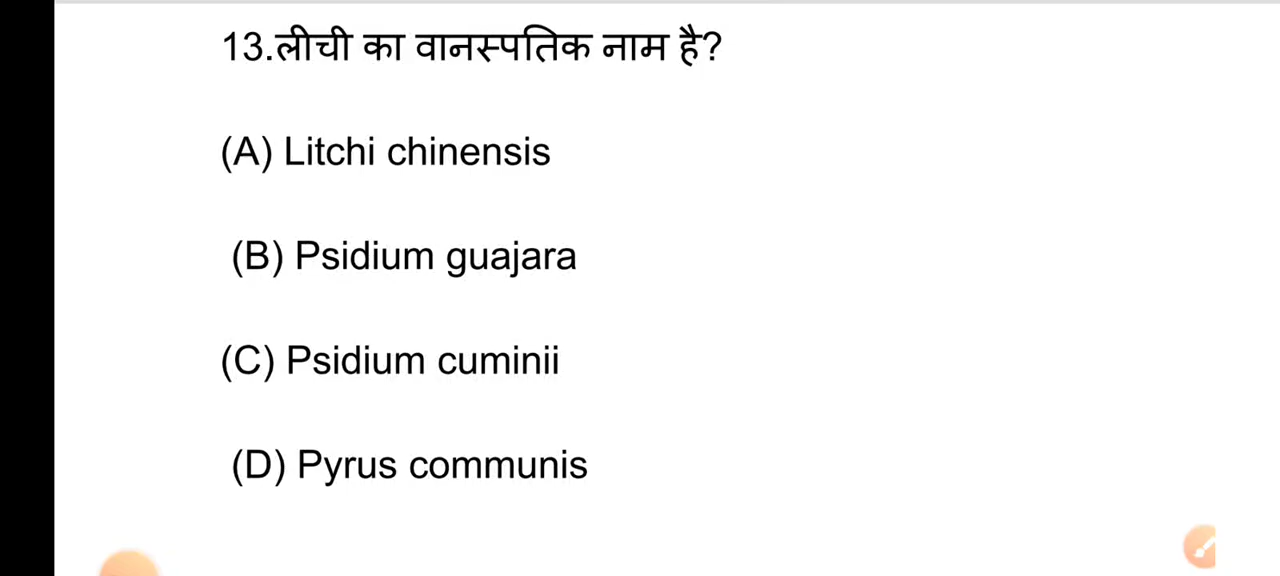 13.लीची का वानस्पतिक नाम है?
(A) Litchi chinensis
(B) Psidium guajara
(C) Psidium cuminii
(D) Pyrus communis